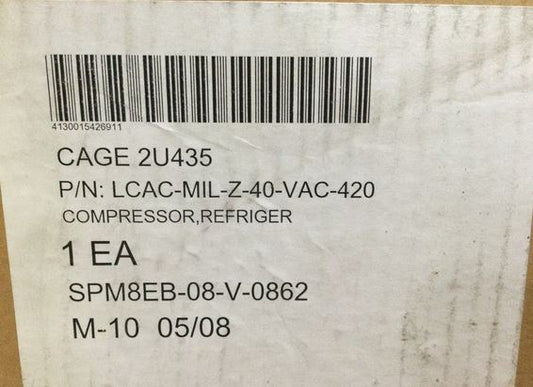 4130015426911
CAGE 2U435
P/N: LCAC-MIL-Z-40-VAC-420
COMPRESSOR,REFRIGER
1 EA
SPM8EB-08-V-0862
M-10 05/08